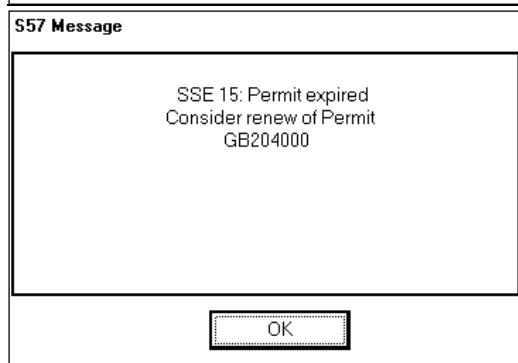 S57 Message
SSE 15: Permit expired
Consider renew of Permit
GB204000
OK